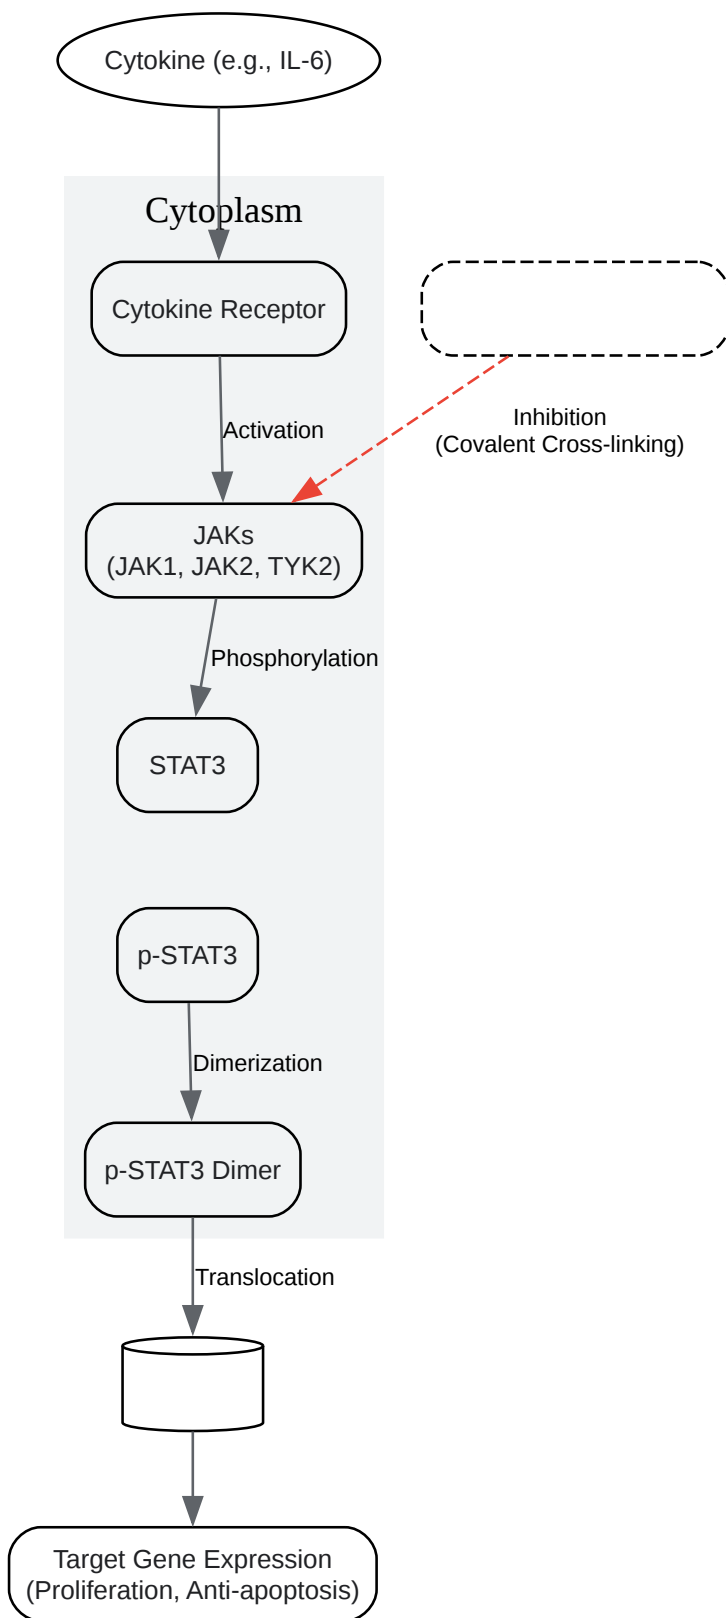 Cytokine (e.g., IL-6)
Cytoplasm
Cytokine Receptor
Activation
Inhibition
(Covalent Cross-linking)
JAKs
(JAK1, JAK2, TYK2)
Phosphorylation
STAT3
p-STAT3
Dimerization
p-STAT3 Dimer
Translocation
Target Gene Expression
(Proliferation, Anti-apoptosis)